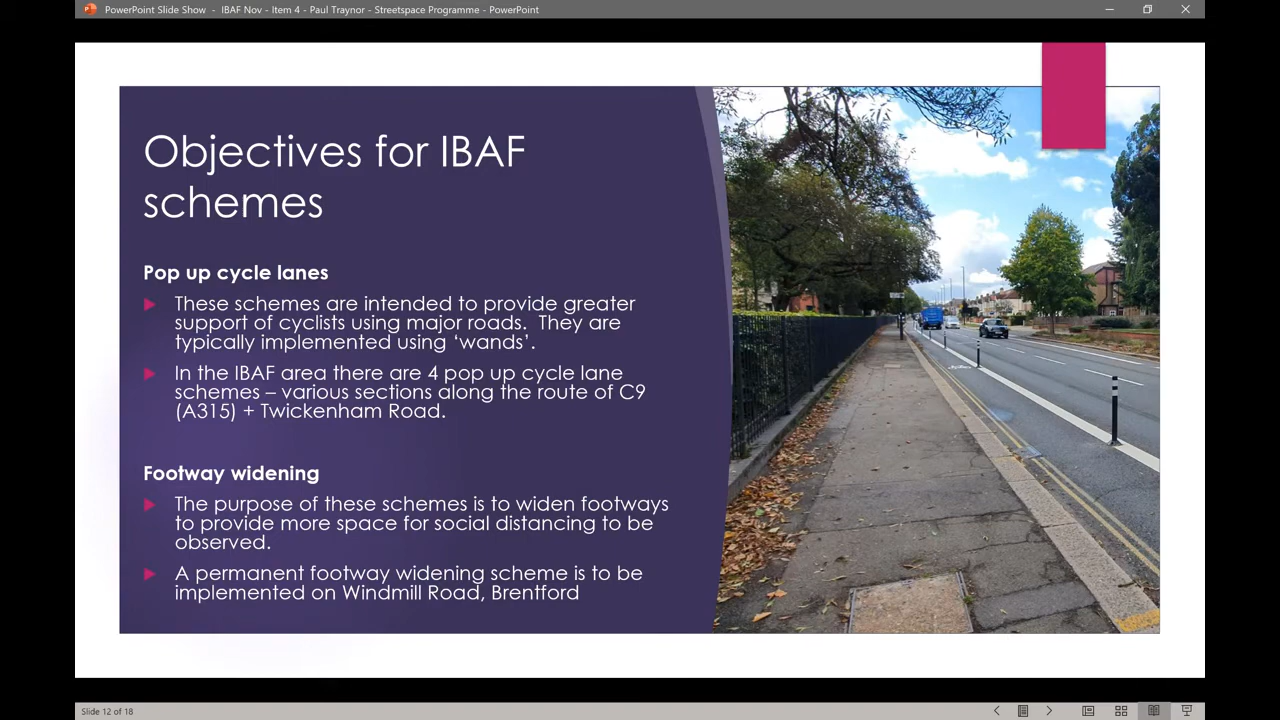 PowerPoint Slide Show - IBAF Nov - Item 4 - Paul Traynor - Streetspace Programme - PowerPoint
Objectives for IBAF
schemes
Pop up cycle lanes
These schemes are intended to provide greater
support of cyclists using major roads.  They are
typically implemented using ‘wands’.
In the IBAF area there are 4 pop up cycle lane
schemes – various sections along the route of C9
(A315) + Twickenham Road.
Footway widening
The purpose of these schemes is to widen footways
to provide more space for social distancing to be
observed.
A permanent footway widening scheme is to be
implemented on Windmill Road, Brentford
Slide 12 of 18